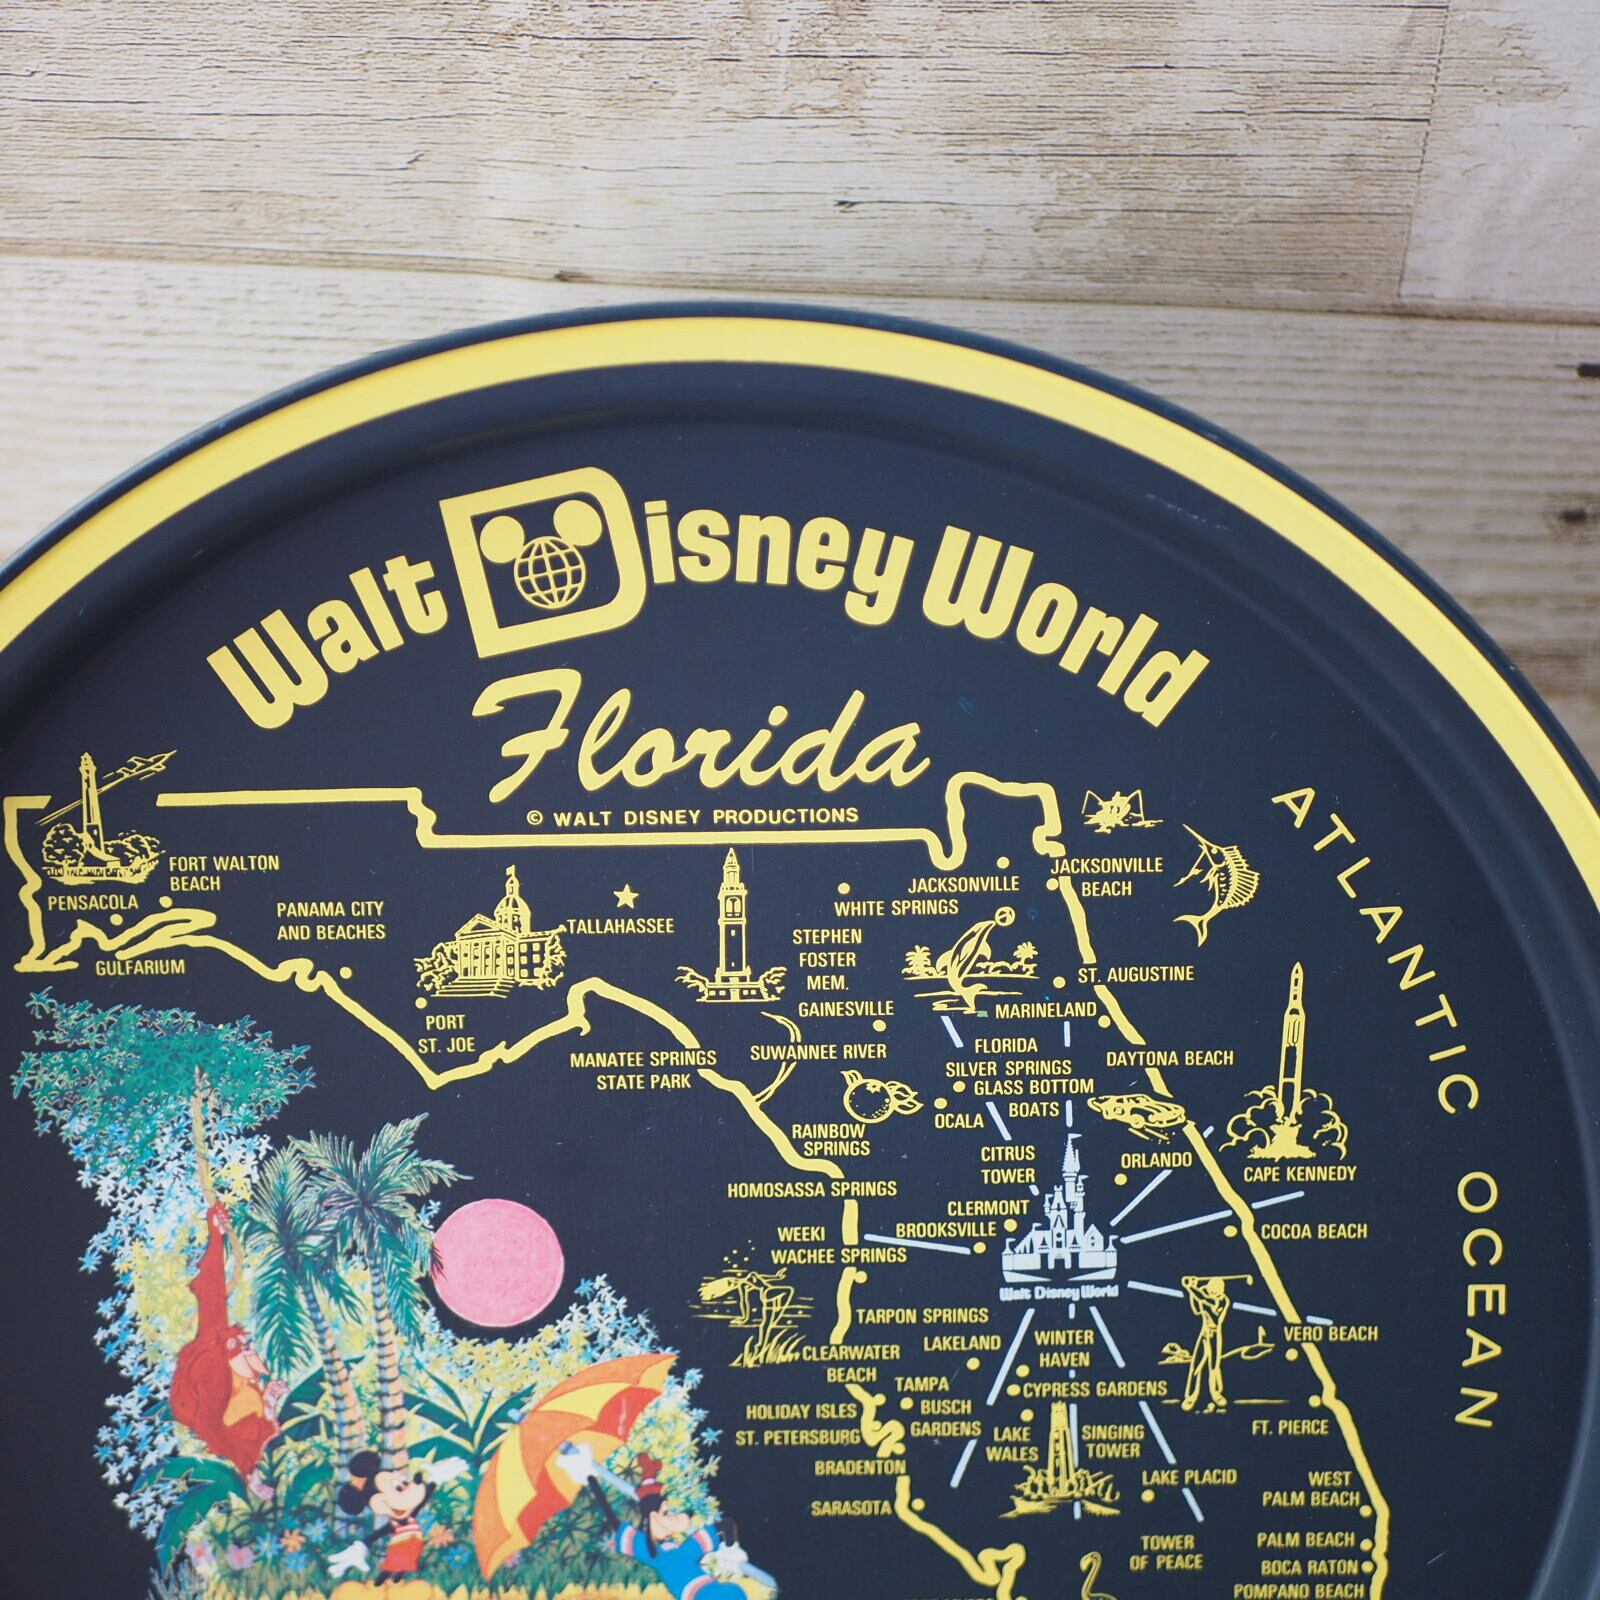 Walt Disney World
Florida
© WALT DISNEY PRODUCTIONS
ATLANTIC OCEAN
FORT WALTON
BEACH
PENSACOLA
GULFARIUM
PANAMA CITY
AND BEACHES
TALLAHASSEE
PORT
ST. JOE
WHITE SPRINGS
STEPHEN
FOSTER
MEM.
JACKSONVILLE
JACKSONVILLE
BEACH
GAINESVILLE
ST. AUGUSTINE
MARINELAND
MANATEE SPRINGS
STATE PARK
SUWANNEE RIVER
FLORIDA
SILVER SPRINGS
GLASS BOTTOM
BOATS
DAYTONA BEACH
OCALA
RAINBOW
SPRINGS
CITRUS
TOWER
ORLANDO
CAPE KENNEDY
HOMOSASSA SPRINGS
CLERMONT
BROOKSVILLE
WEEKI
WACHEE SPRINGS
COCOA BEACH
Walt Disney World
TARPON SPRINGS
LAKELAND
WINTER
HAVEN
VERO BEACH
CLEARWATER
BEACH
TAMPA
BUSCH
GARDENS
CYPRESS GARDENS
HOLIDAY ISLES
ST. PETERSBURG
LAKE
WALES
SINGING
TOWER
FT. PIERCE
BRADENTON
LAKE PLACID
SARASOTA
WEST
PALM BEACH
TOWER
OF PEACE
PALM BEACH
BOCA RATON
POMPANO BEACH